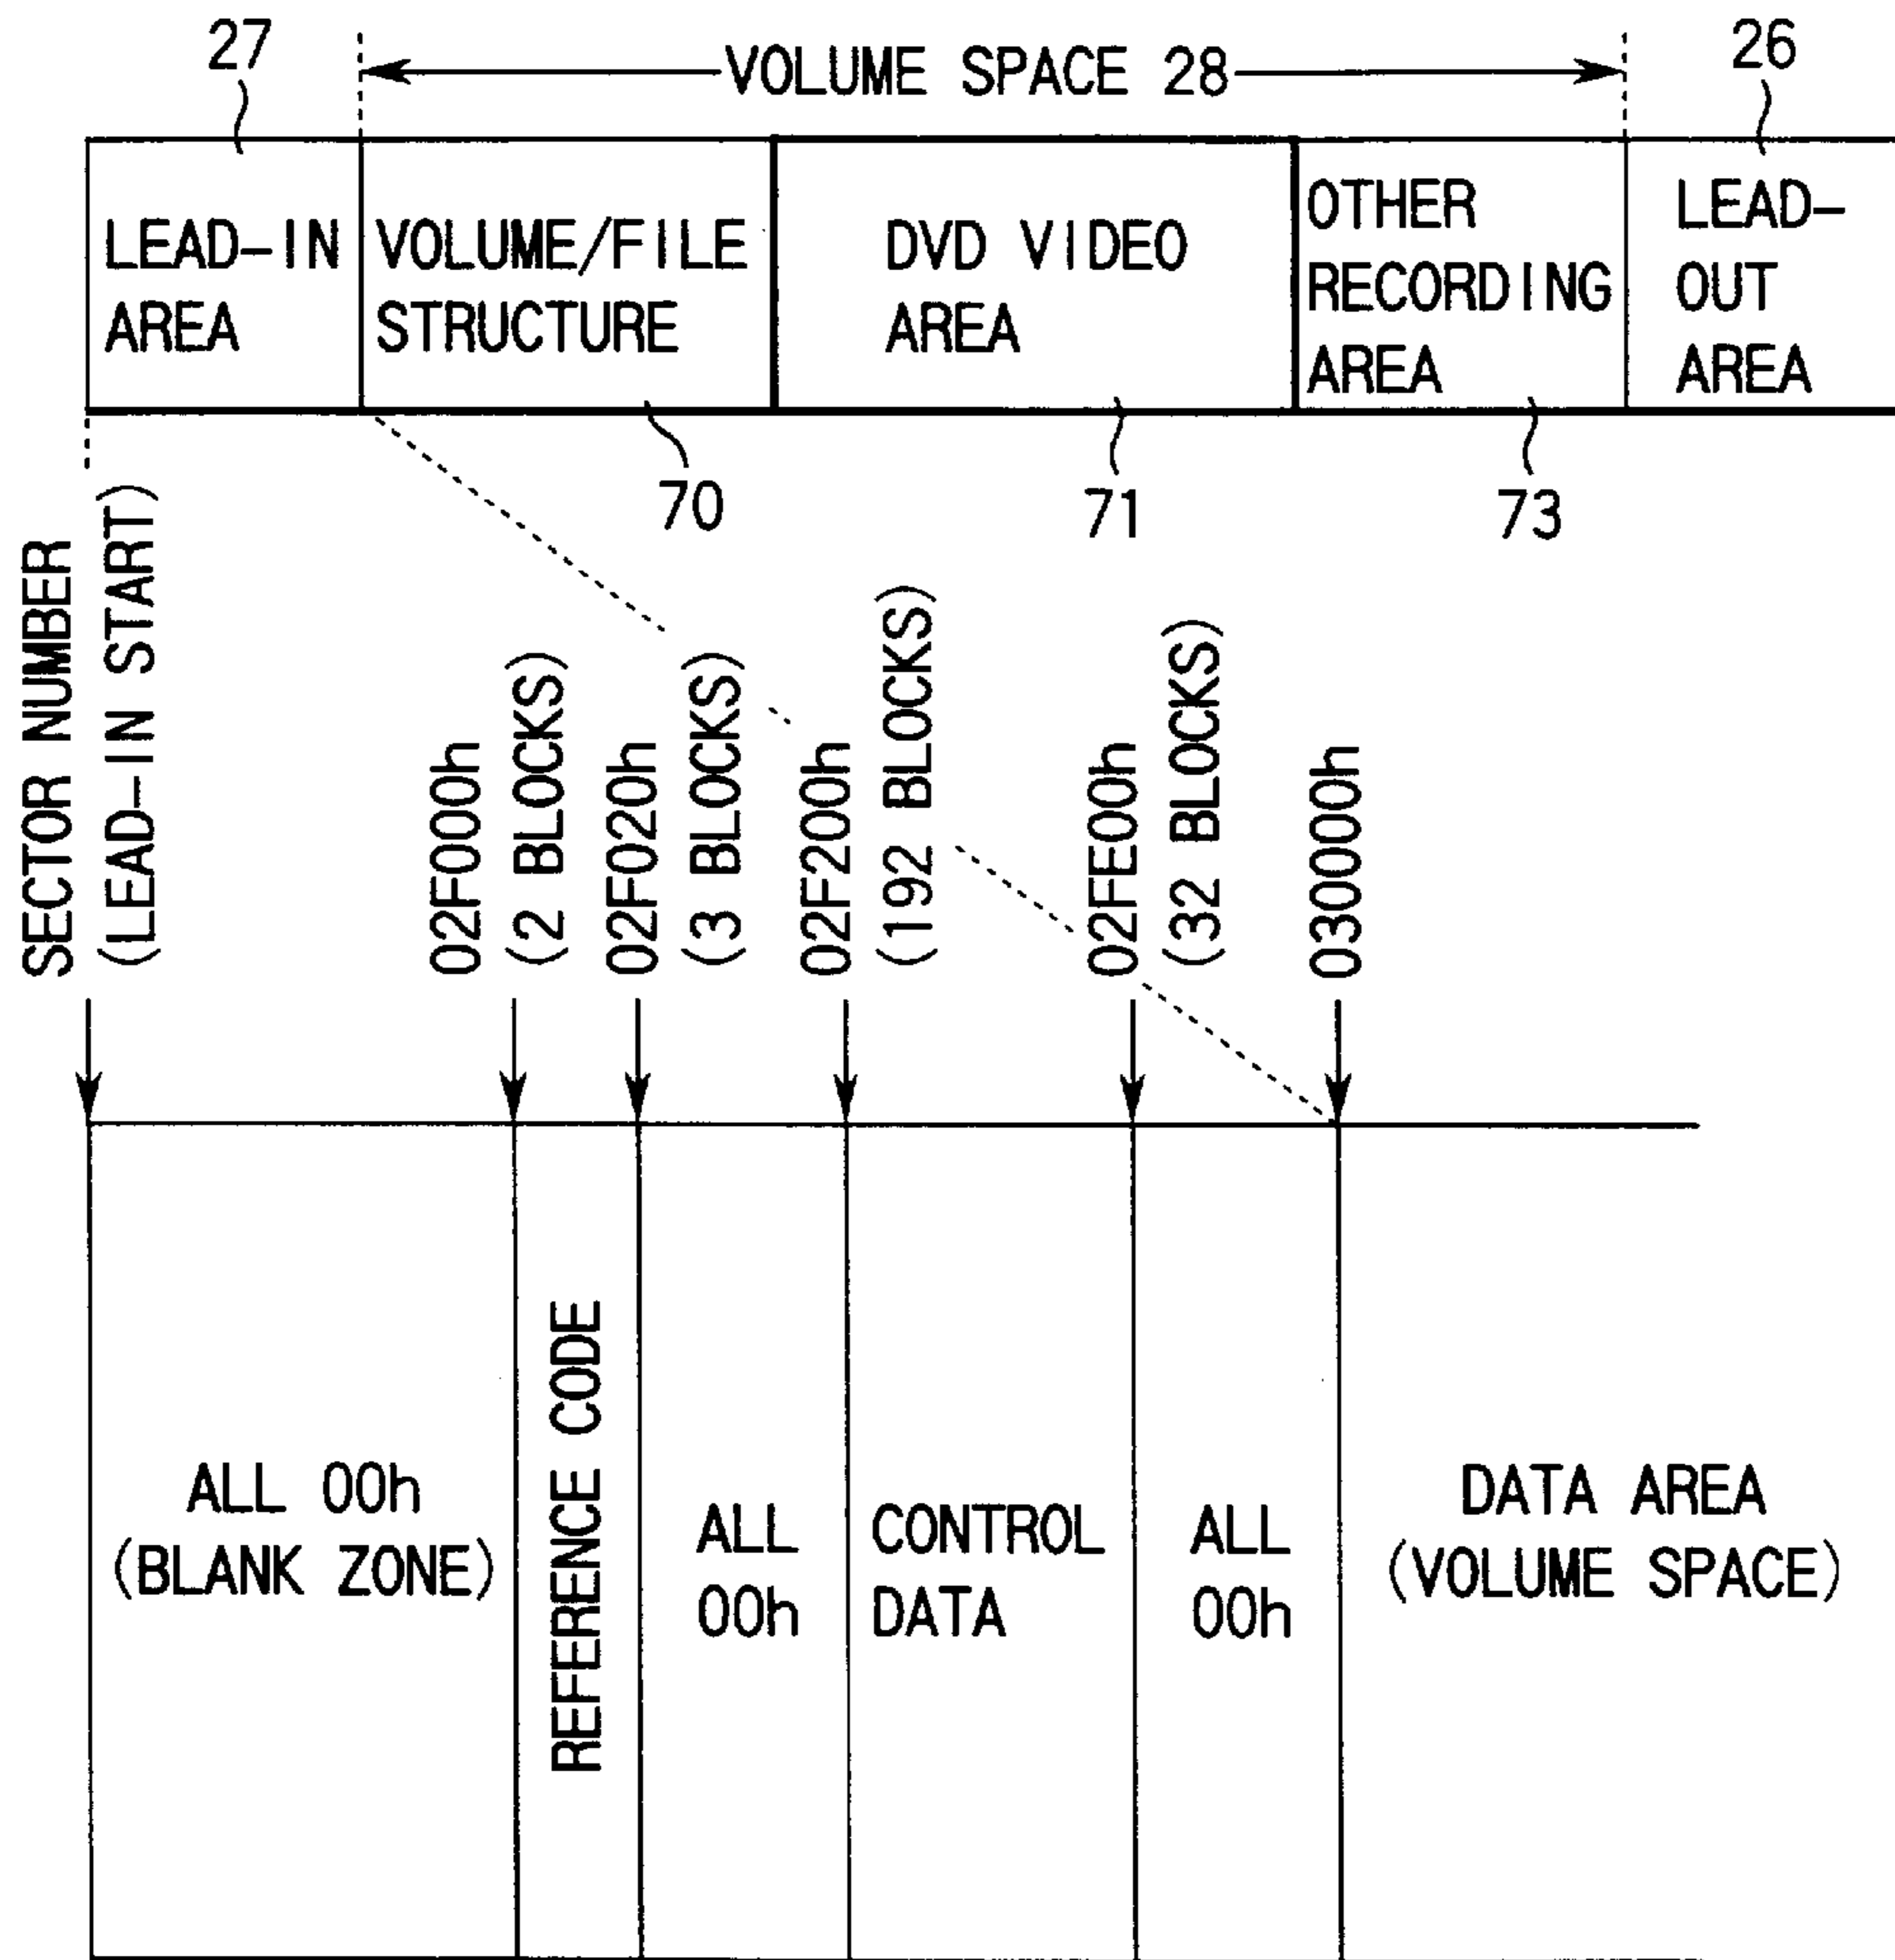 27
VOLUME SPACE 28
26
LEAD-IN
AREA
VOLUME/FILE
STRUCTURE
DVD VIDEO
AREA
OTHER
RECORDING
AREA
LEAD-
OUT
AREA
70
71
73
SECTOR NUMBER
(LEAD-IN START)
02F000h
(2 BLOCKS)
02F020h
(3 BLOCKS)
02F200h
(192 BLOCKS)
02FE00h
(32 BLOCKS)
030000h
ALL 00h
(BLANK ZONE)
REFERENCE CODE
ALL
00h
CONTROL
DATA
ALL
00h
DATA AREA
(VOLUME SPACE)